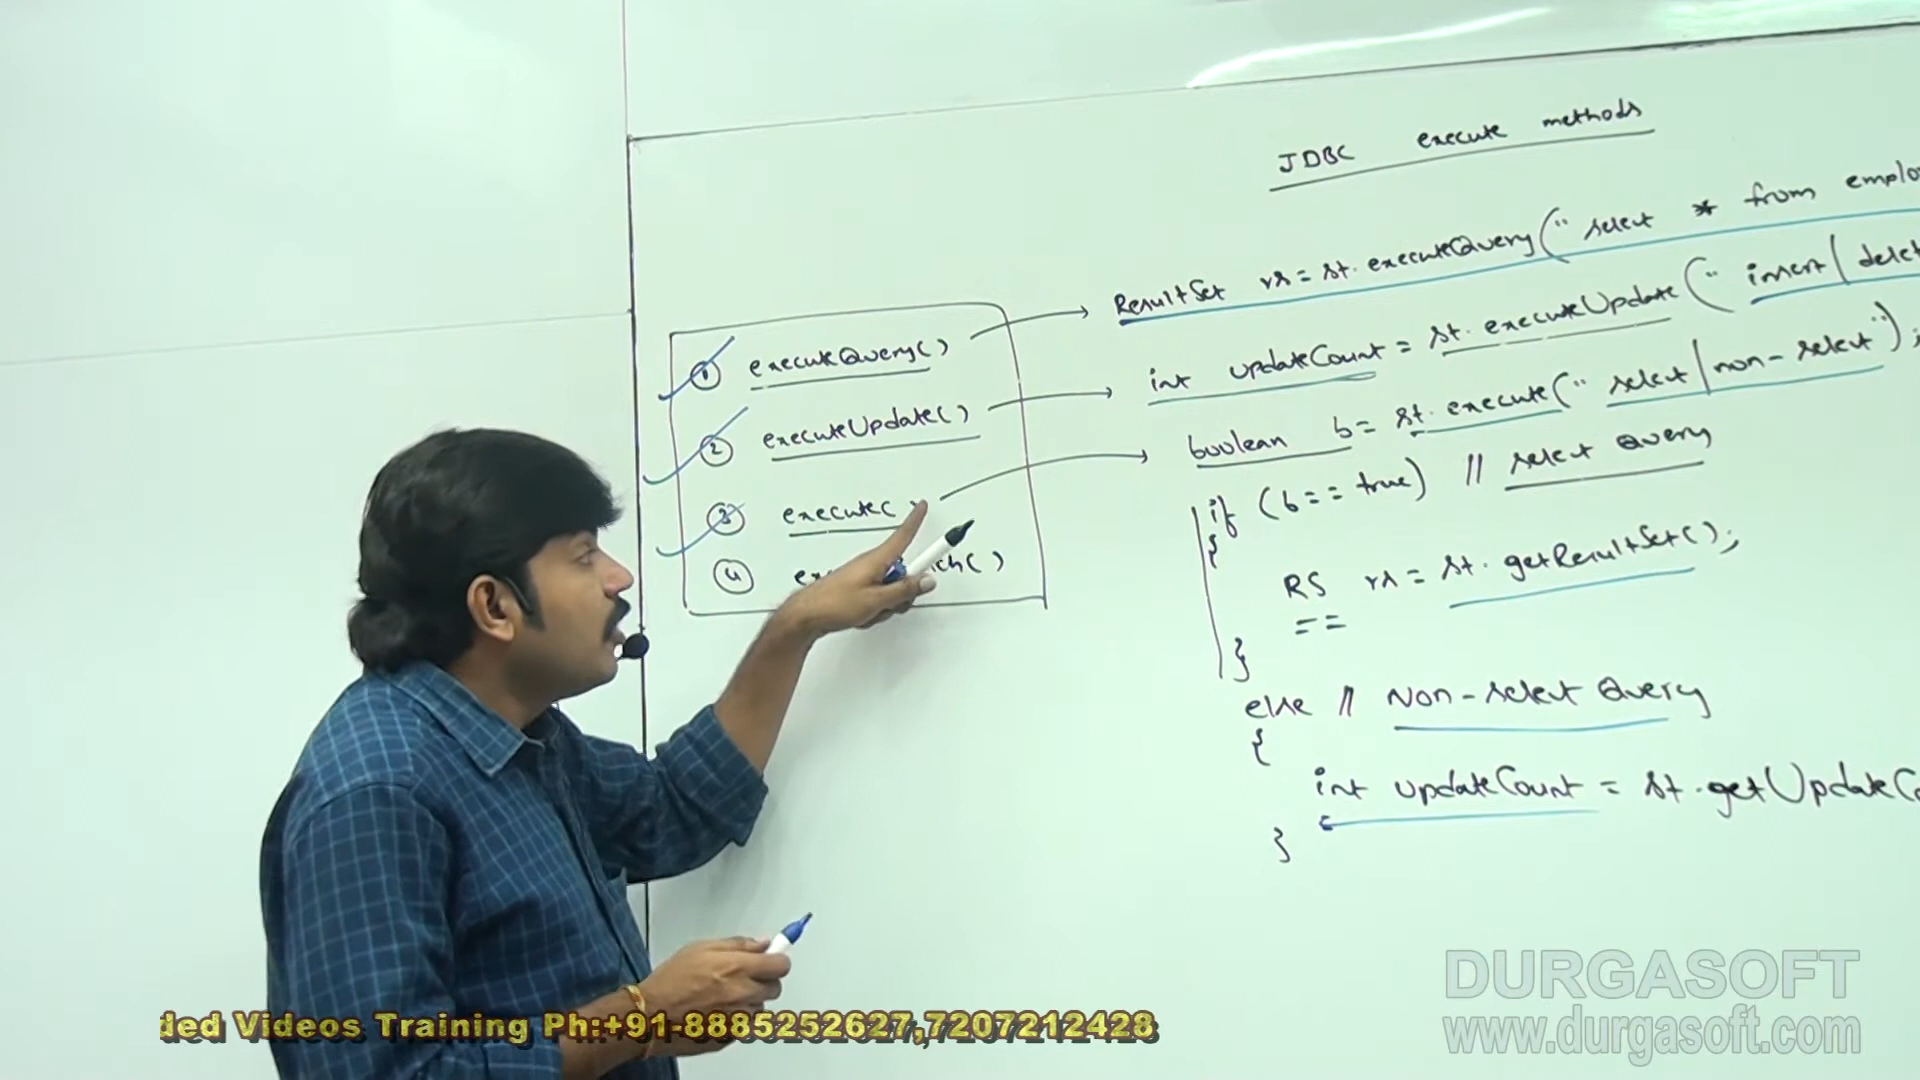 JDBC execute methods
① executeQuery()
② executeUpdate()
③ execute(
④ ch()
ResultSet rs = st.executeQuery(" select * from emplo
int updateCount = st.executeUpdate (" insert/delet
boolean b = st.execute(" select/non-select");
if (b == true) // select Query
{
RS rs = st.getResultSet();
==
}
else // Non-select Query
{
int updateCount = st.getUpdateCo
}
DURGASOFT
www.durgasoft.com
ded Videos Training Ph:+91-8885252627,7207212428